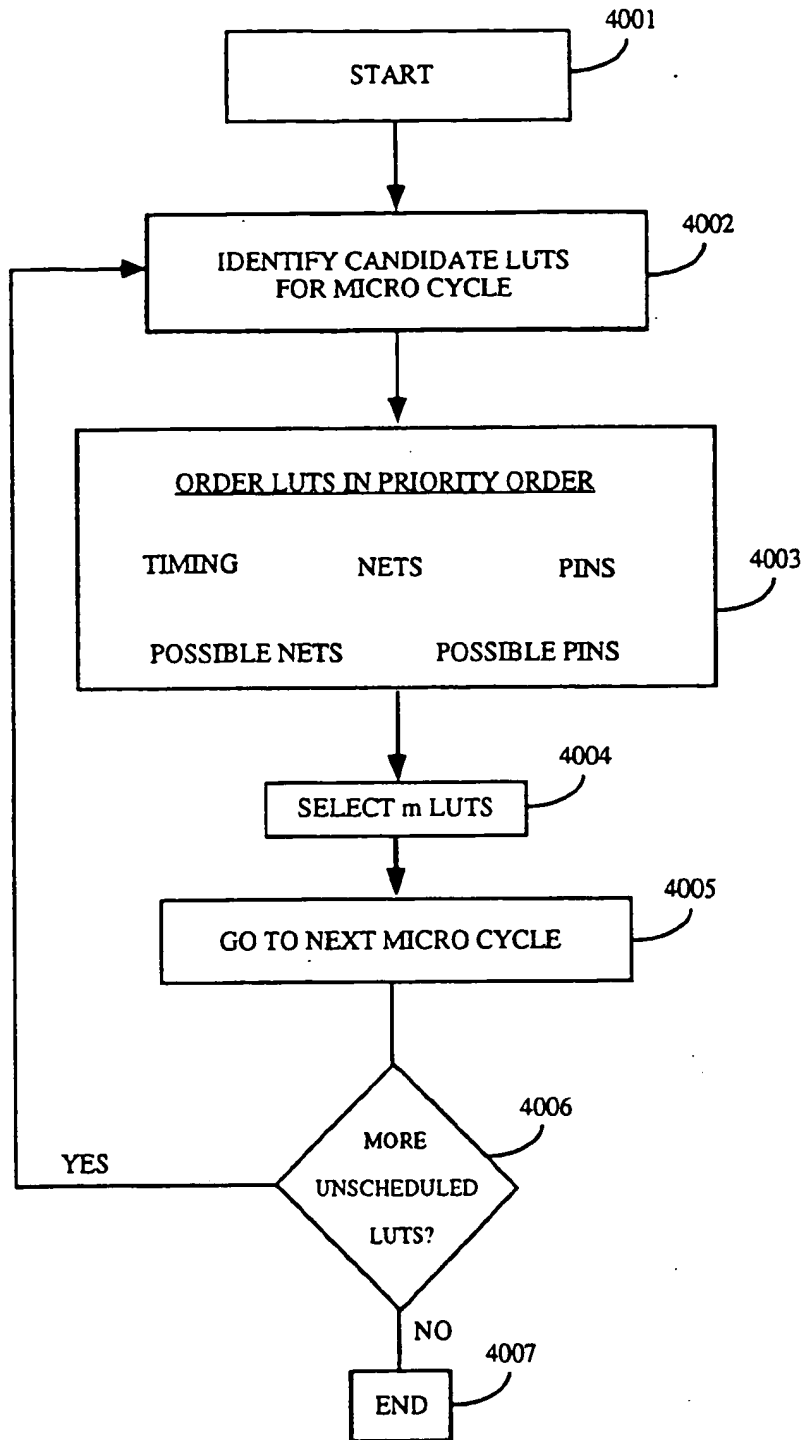 4001
START
4002
IDENTIFY CANDIDATE LUTS
FOR MICRO CYCLE
ORDER LUTS IN PRIORITY ORDER
TIMING NETS PINS
4003
POSSIBLE NETS POSSIBLE PINS
4004
SELECT m LUTS
4005
GO TO NEXT MICRO CYCLE
4006
MORE
YES
UNSCHEDULED
LUTS?
NO
4007
END